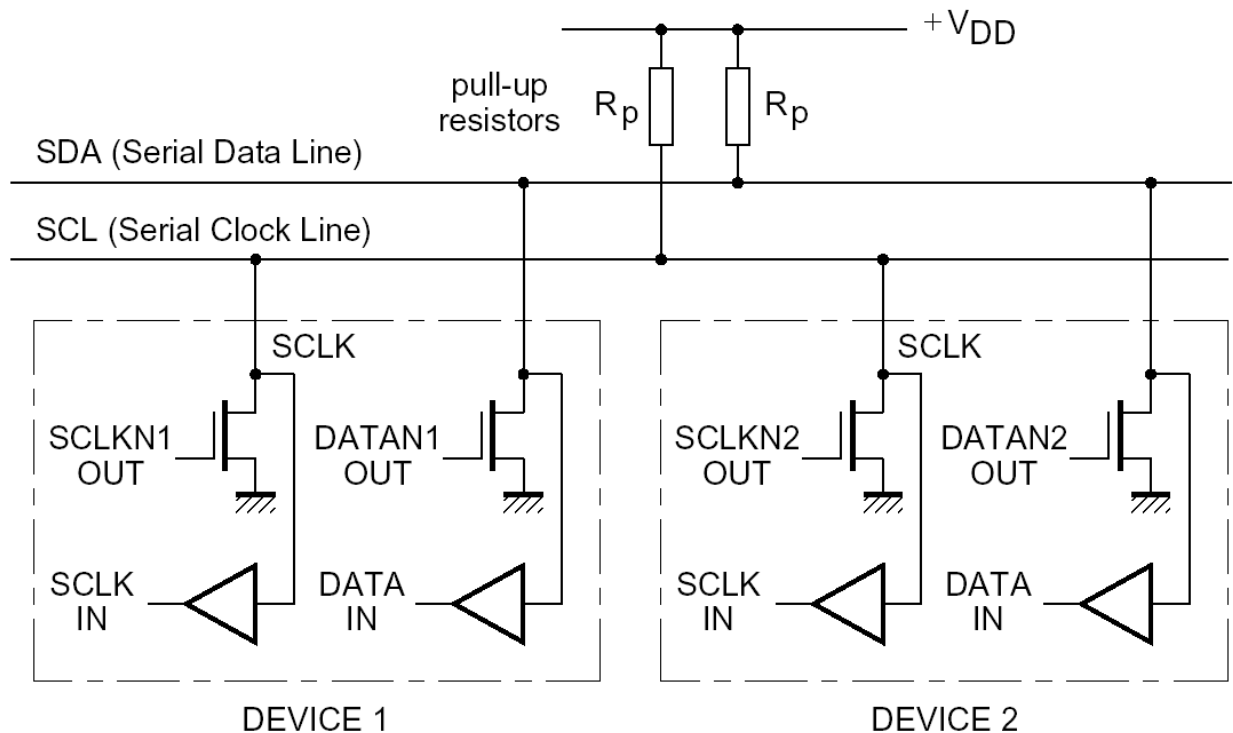 +VDD
pull-up
resistors
Rp
Rp
SDA (Serial Data Line)
SCL (Serial Clock Line)
SCLK
SCLK
SCLKN1
OUT
DATAN1
OUT
SCLKN2
OUT
DATAN2
OUT
SCLK
IN
DATA
IN
SCLK
IN
DATA
IN
DEVICE 1
DEVICE 2